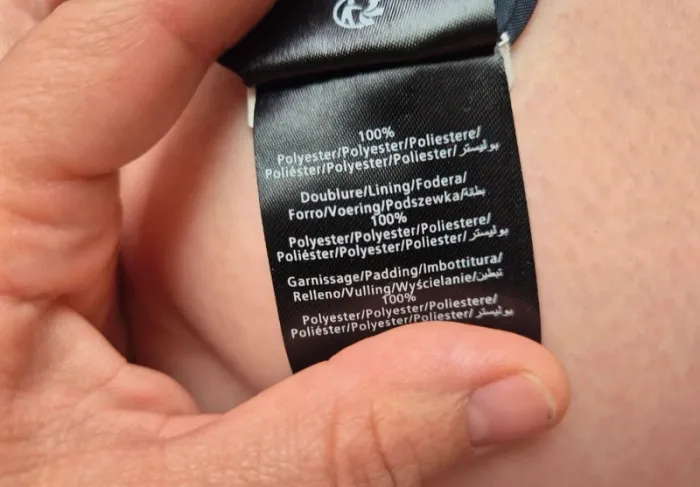 100%
Polyester/Polyester/Poliestere/
Poliéster/Polyester/Poliester/ بوليستر
Doublure/Lining/Fodera/
Forro/Voering/Podszewka/بطانة
100%
Polyester/Polyester/Poliestere/
Poliéster/Polyester/Poliester/ بوليستر
Garnissage/Padding/Imbottitura/
Relleno/Vulling/Wyścielanie/تبطين
100%
Polyester/Polyester/Poliestere/
Poliéster/Polyester/Poliester/ بوليستر